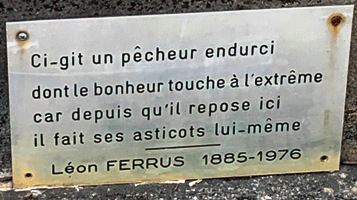 Ci-git un pêcheur endurci
dont le bonheur touche à l'extrême
car depuis qu'il repose ici
il fait ses asticots lui-même
Léon FERRUS 1885-1976